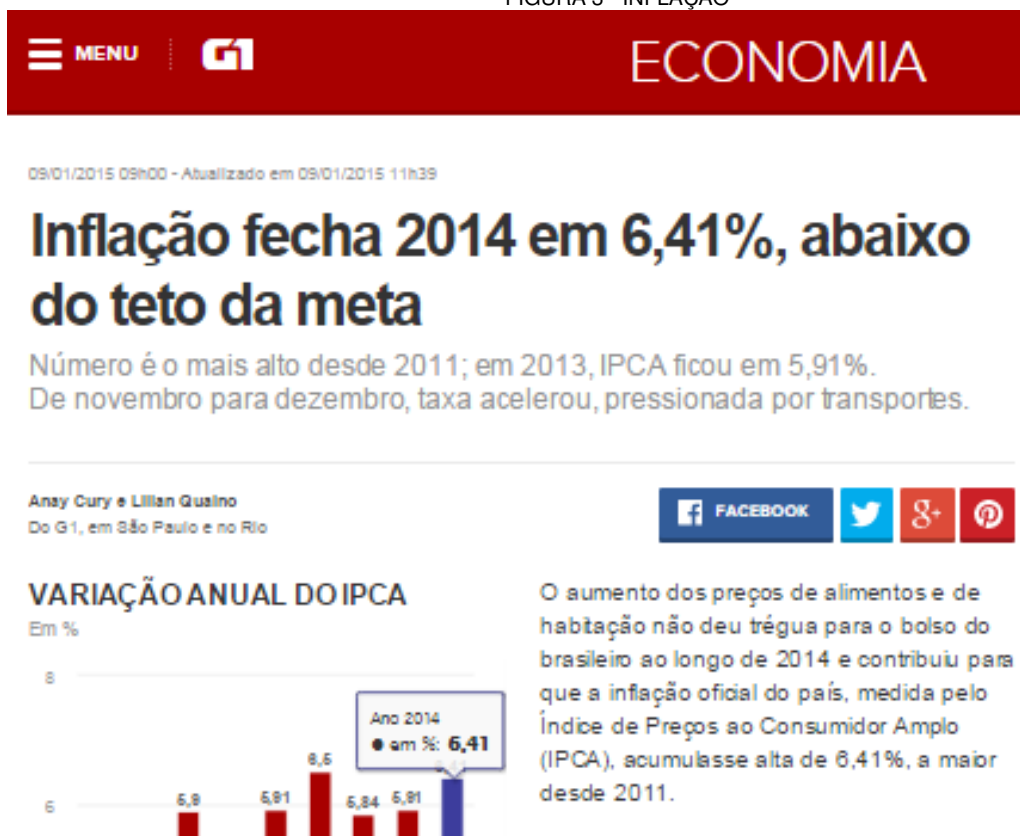 FIGURA 3 - INFLAÇÃO
MENU
G1
ECONOMIA
09/01/2015 09h00 - Atualizado em 09/01/2015 11h39
Inflação fecha 2014 em 6,41%, abaixo
do teto da meta
Número é o mais alto desde 2011; em 2013, IPCA ficou em 5,91%.
De novembro para dezembro, taxa acelerou, pressionada por transportes.
Anay Cury e Lilian Quaino
Do G1, em São Paulo e no Rio
FACEBOOK
g+
VARIAÇÃO ANUAL DO IPCA
Em %
8
Ano 2014
● em %: 6,41
6,5
5,9
5,91
5,84
5,91
6
O aumento dos preços de alimentos e de
habitação não deu trégua para o bolso do
brasileiro ao longo de 2014 e contribuiu para
que a inflação oficial do país, medida pelo
Índice de Preços ao Consumidor Amplo
(IPCA), acumulasse alta de 6,41%, a maior
desde 2011.